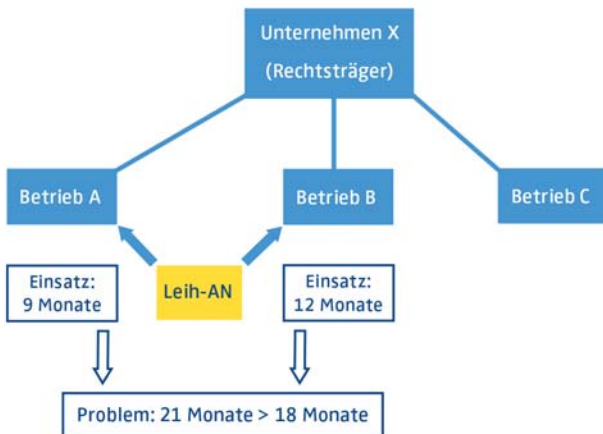 Unternehmen X
(Rechtsträger)
Betrieb A
Betrieb B
Betrieb C
Einsatz:
9 Monate
Leih-AN
Einsatz:
12 Monate
Problem: 21 Monate > 18 Monate